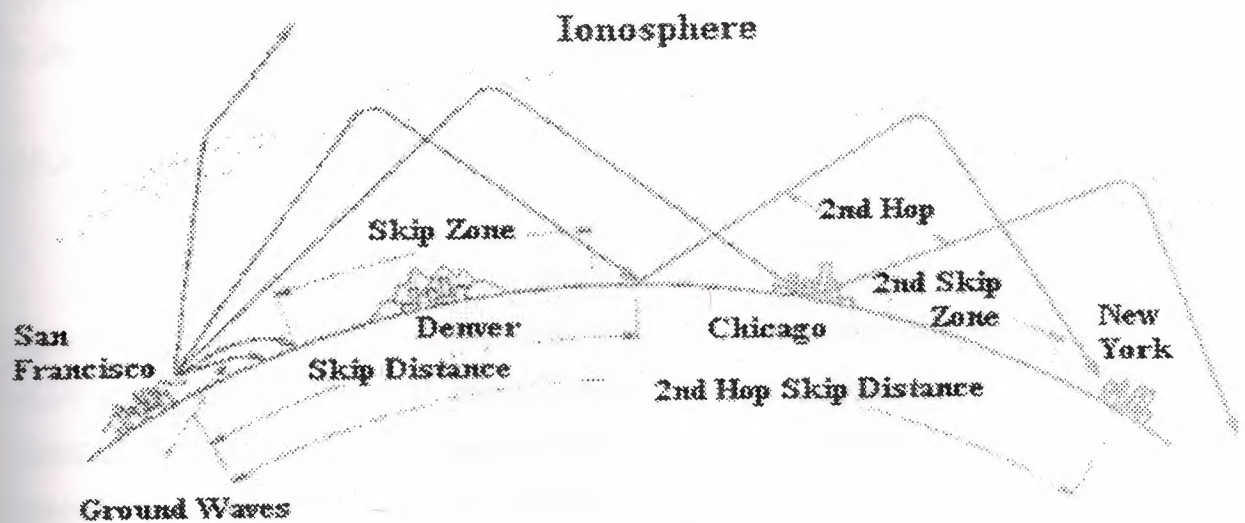 Ionosphere
Skip Zone
2nd Hop
2nd Skip
Zone
San
Francisco
Denver
Chicago
New
York
Skip Distance
2nd Hop Skip Distance
Ground Waves